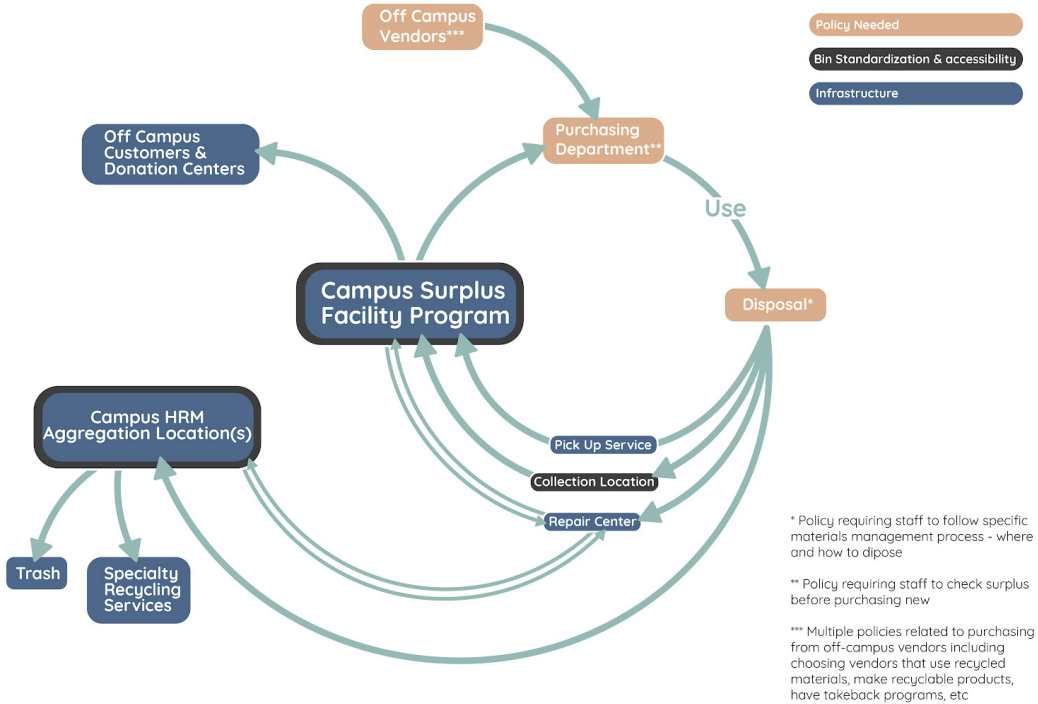 Off Campus
Vendors***
Policy Needed
Bin Standardization & accessibility
Infrastructure
Off Campus
Customers &
Donation Centers
Purchasing
Department**
Use
Campus Surplus
Facility Program
Disposal*
Campus HRM
Aggregation Location(s)
Pick Up Service
Collection Location
Repair Center
Trash
Specialty
Recycling
Services
* Policy requiring staff to follow specific
materials management process - where
and how to dipose
** Policy requiring staff to check surplus
before purchasing new
*** Multiple policies related to purchasing
from off-campus vendors including
choosing vendors that use recycled
materials, make recyclable products,
have takeback programs, etc